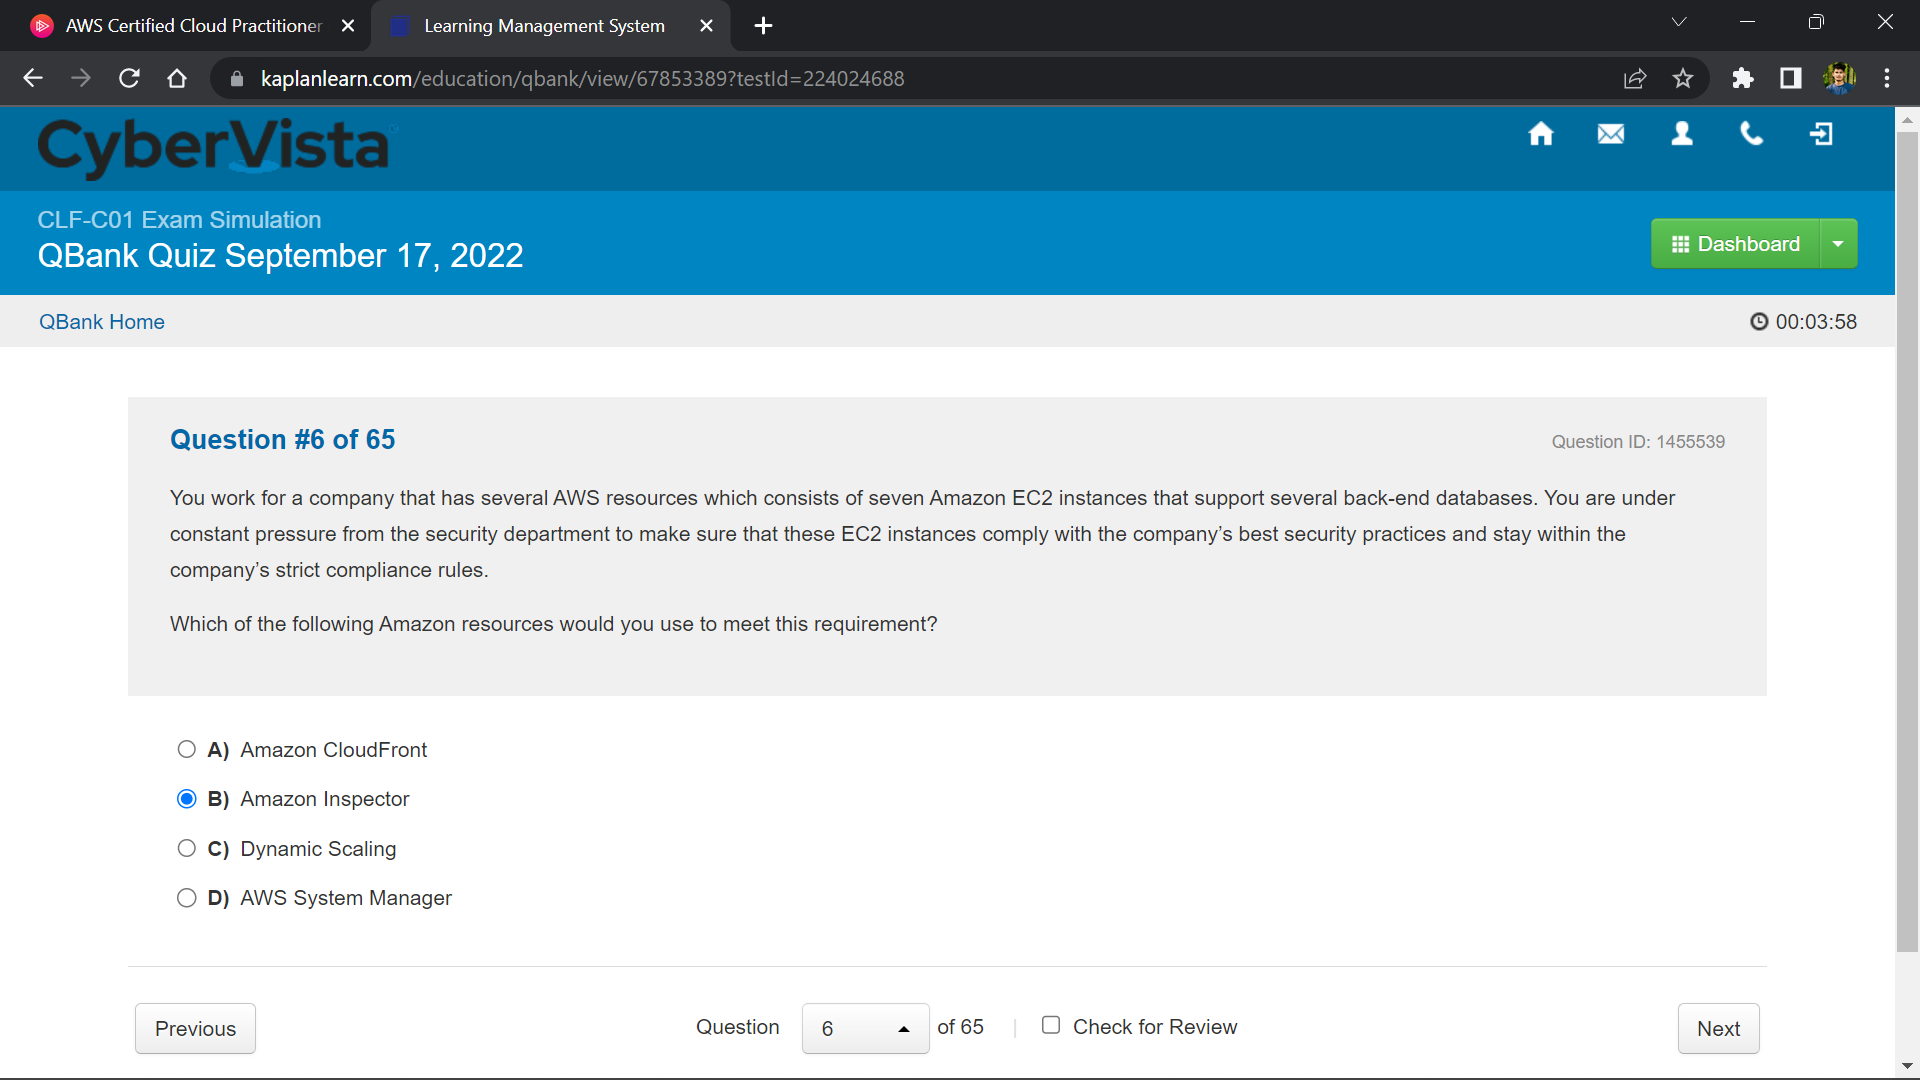 AWS Certified Cloud Practitioner
Learning Management System
kaplanlearn.com/education/qbank/view/67853389?testId=224024688
CyberVista
CLF-C01 Exam Simulation
QBank Quiz September 17, 2022
Dashboard
QBank Home
00:03:58
Question #6 of 65
Question ID: 1455539
You work for a company that has several AWS resources which consists of seven Amazon EC2 instances that support several back-end databases. You are under
constant pressure from the security department to make sure that these EC2 instances comply with the company’s best security practices and stay within the
company’s strict compliance rules.
Which of the following Amazon resources would you use to meet this requirement?
A) Amazon CloudFront
B) Amazon Inspector
C) Dynamic Scaling
D) AWS System Manager
Previous
Question 6 of 65 | Check for Review
Next